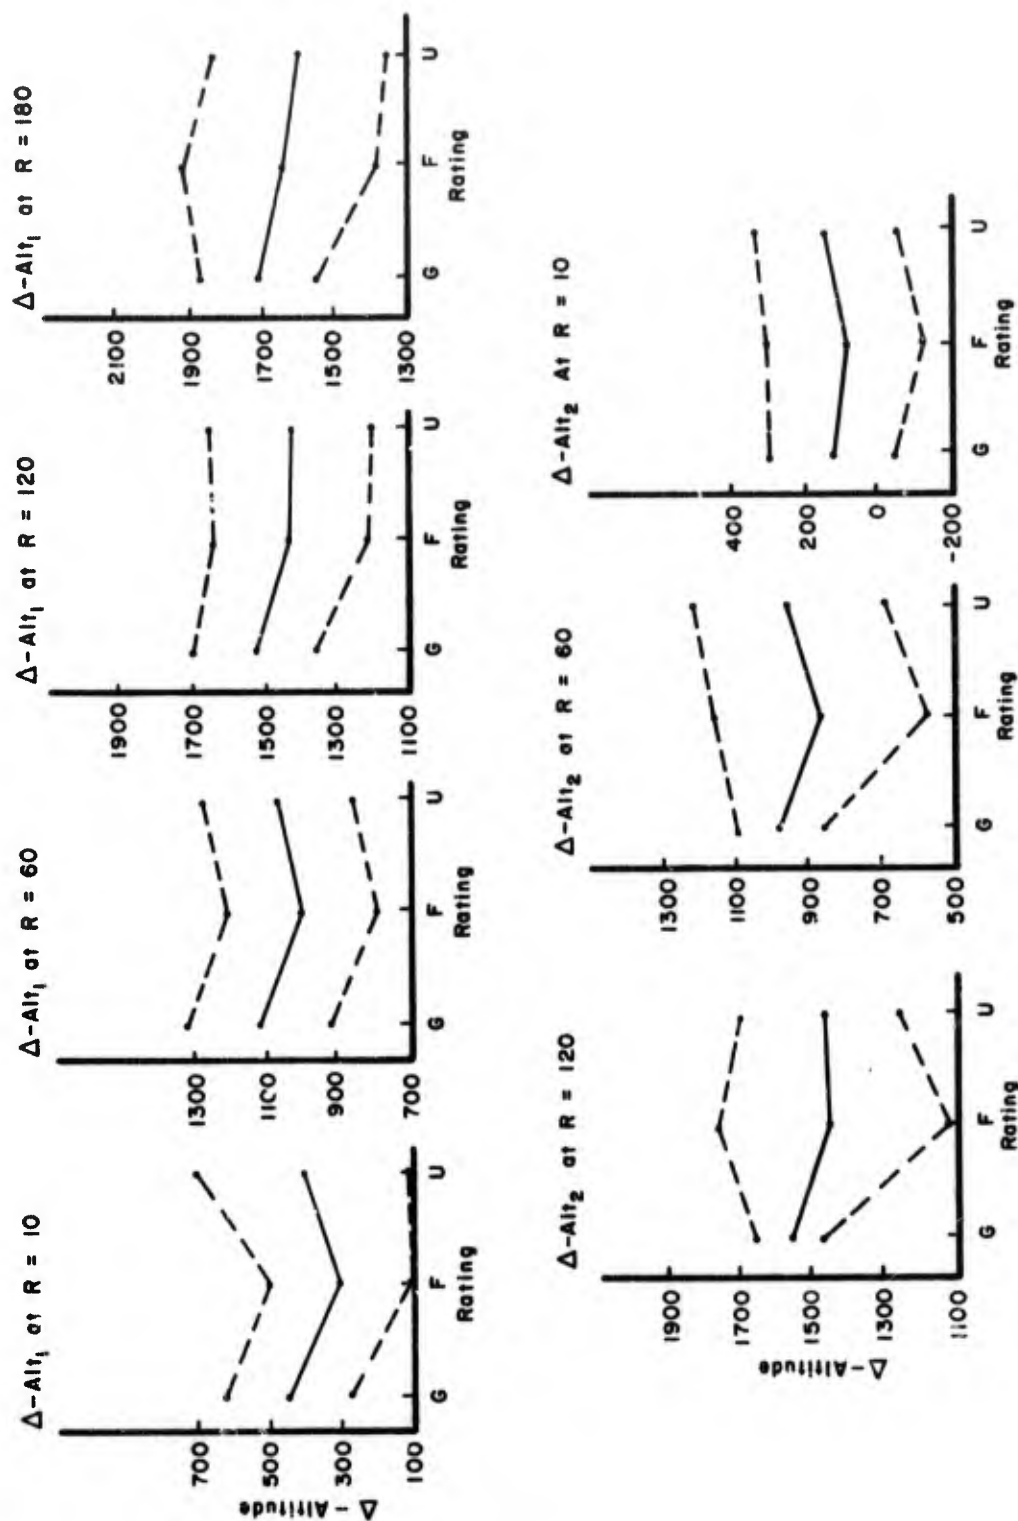 Δ-Alt₁ at R = 10
Δ-Altitude
700
500
300
100
G F U
Rating
Δ-Alt₁ at R = 60
1300
1100
900
700
G F U
Rating
Δ-Alt₁ at R = 120
1900
1700
1500
1300
1100
G F U
Rating
Δ-Alt₁ at R = 180
2100
1900
1700
1500
1300
G F U
Rating
Δ-Alt₂ at R = 120
Δ-Altitude
1900
1700
1500
1300
1100
G F U
Rating
Δ-Alt₂ at R = 60
1300
1100
900
700
500
G F U
Rating
Δ-Alt₂ At R = 10
400
200
0
-200
G F U
Rating